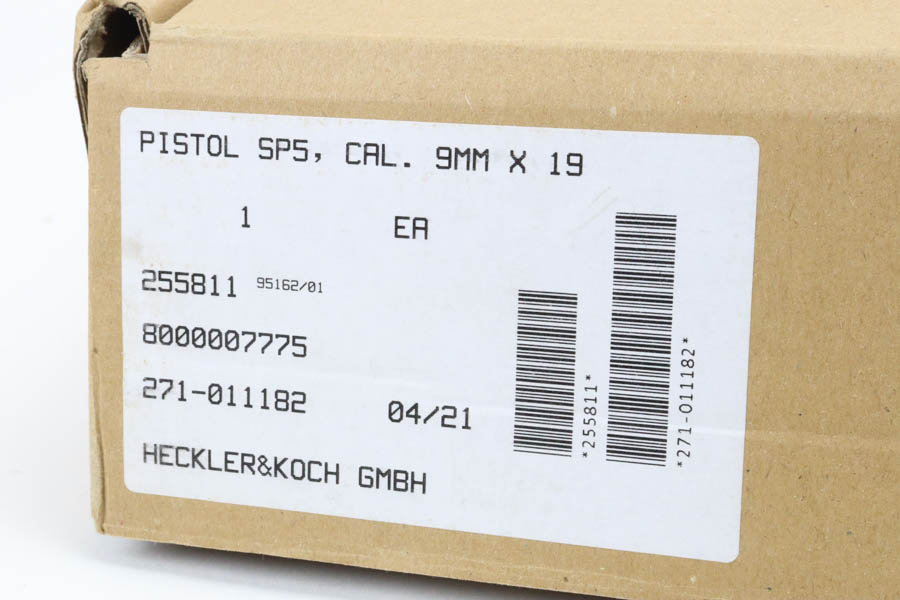 PISTOL SP5, CAL. 9MM X 19
1 EA
255811 95162/01
8000007775
271-011182 04/21
HECKLER&KOCH GMBH
*255811*
*271-011182*